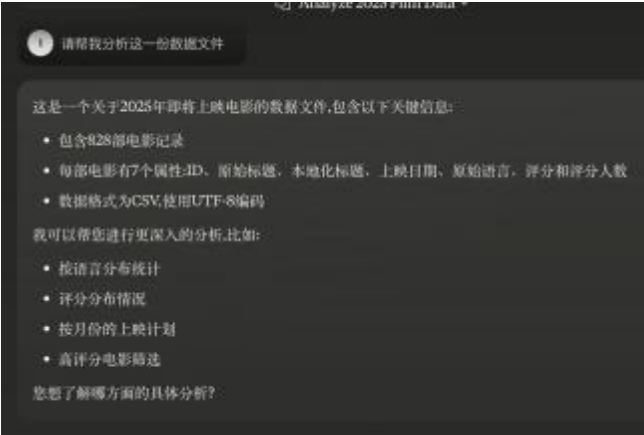 Analyze 2025 Film Data
请帮我分析这一份数据文件
这是一个关于2025年即将上映电影的数据文件,包含以下关键信息:
• 包含828部电影记录
• 每部电影有7个属性:ID、原始标题、本地化标题、上映日期、原始语言、评分和评分人数
• 数据格式为CSV,使用UTF-8编码
我可以帮您进行更深入的分析,比如:
• 按语言分布统计
• 评分分布情况
• 按月份的上映计划
• 高评分电影筛选
您想了解哪方面的具体分析?